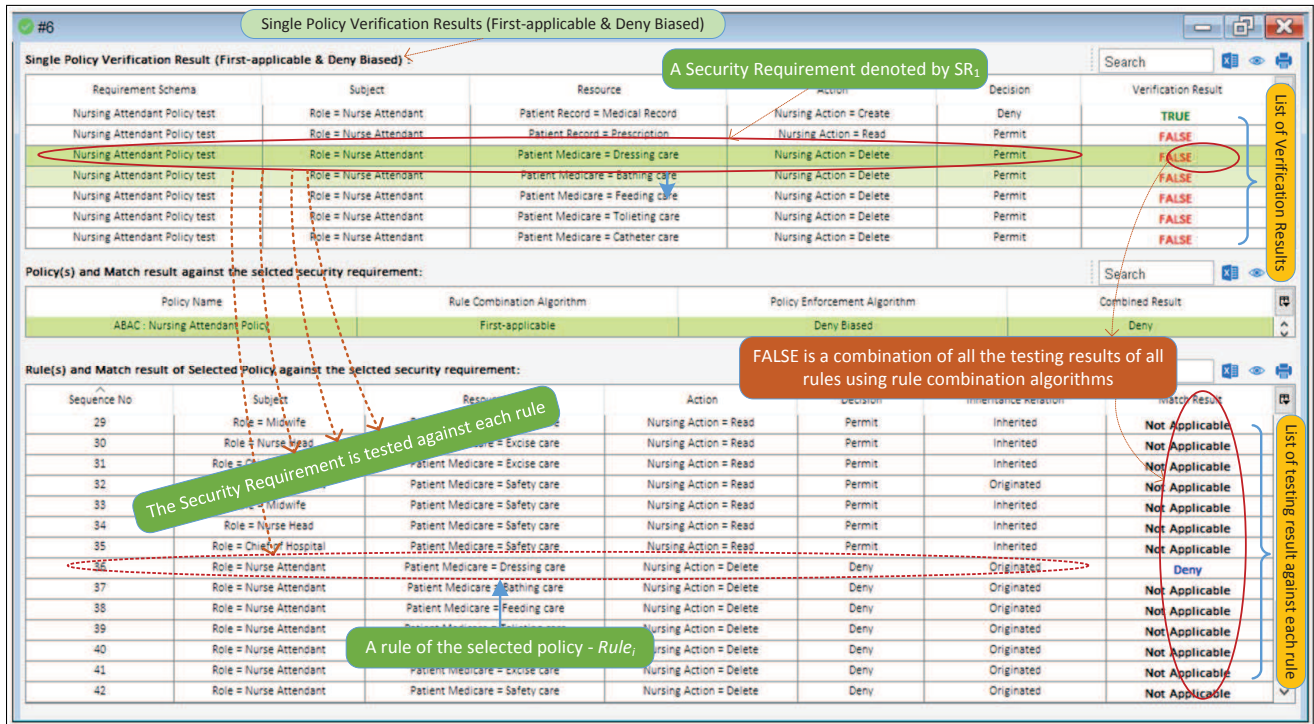 #6
Single Policy Verification Results (First-applicable & Deny Biased)
Single Policy Verification Result (First-applicable & Deny Biased) :
A Security Requirement denoted by SR₁
Search
Requirement Schema Subject Resource Action Decision Verification Result
Nursing Attendant Policy test Role = Nurse Attendant Patient Record = Medical Record Nursing Action = Create Deny TRUE
Nursing Attendant Policy test Role = Nurse Attendant Patient Record = Prescription Nursing Action = Read Permit FALSE
Nursing Attendant Policy test Role = Nurse Attendant Patient Medicare = Dressing care Nursing Action = Delete Permit FALSE
Nursing Attendant Policy test Role = Nurse Attendant Patient Medicare = Bathing care Nursing Action = Delete Permit FALSE
Nursing Attendant Policy test Role = Nurse Attendant Patient Medicare = Feeding care Nursing Action = Delete Permit FALSE
Nursing Attendant Policy test Role = Nurse Attendant Patient Medicare = Tolieting care Nursing Action = Delete Permit FALSE
Nursing Attendant Policy test Role = Nurse Attendant Patient Medicare = Catheter care Nursing Action = Delete Permit FALSE
List of Verification Results
Policy(s) and Match result against the selcted security requirement:
Search
Policy Name Rule Combination Algorithm Policy Enforcement Algorithm Combined Result
ABAC : Nursing Attendant Policy First-applicable Deny Biased Deny
FALSE is a combination of all the testing results of all
rules using rule combination algorithms
Rule(s) and Match result of Selected Policy against the selcted security requirement:
Sequence No Subject Action Decision Inheritance Relation Match Result
29 Role = Midwife Nursing Action = Read Permit Inherited Not Applicable
30 Role = Nurse Head = Excise care Nursing Action = Read Permit Inherited Not Applicable
31 Patient Medicare = Excise care Nursing Action = Read Permit Inherited Not Applicable
32 Patient Medicare = Safety care Nursing Action = Read Permit Originated Not Applicable
33 = Midwife Patient Medicare = Safety care Nursing Action = Read Permit Inherited Not Applicable
34 Role = Nurse Head Patient Medicare = Safety care Nursing Action = Read Permit Inherited Not Applicable
35 Role = Chief of Hospital Patient Medicare = Safety care Nursing Action = Read Permit Inherited Not Applicable
36 Role = Nurse Attendant Patient Medicare = Dressing care Nursing Action = Delete Deny Originated Deny
37 Role = Nurse Attendant Patient Medicare = Bathing care Nursing Action = Delete Deny Originated Not Applicable
38 Role = Nurse Attendant Patient Medicare = Feeding care Nursing Action = Delete Deny Originated Not Applicable
39 Role = Nurse Attendant Nursing Action = Delete Deny Originated Not Applicable
40 Role = Nurse Attendant Nursing Action = Delete Deny Originated Not Applicable
41 Role = Nurse Attendant Patient Medicare = Excise care Nursing Action = Delete Deny Originated Not Applicable
42 Role = Nurse Attendant Patient Medicare = Safety care Nursing Action = Delete Deny Originated Not Applicable
The Security Requirement is tested against each rule
A rule of the selected policy - Ruleᵢ
List of testing result against each rule